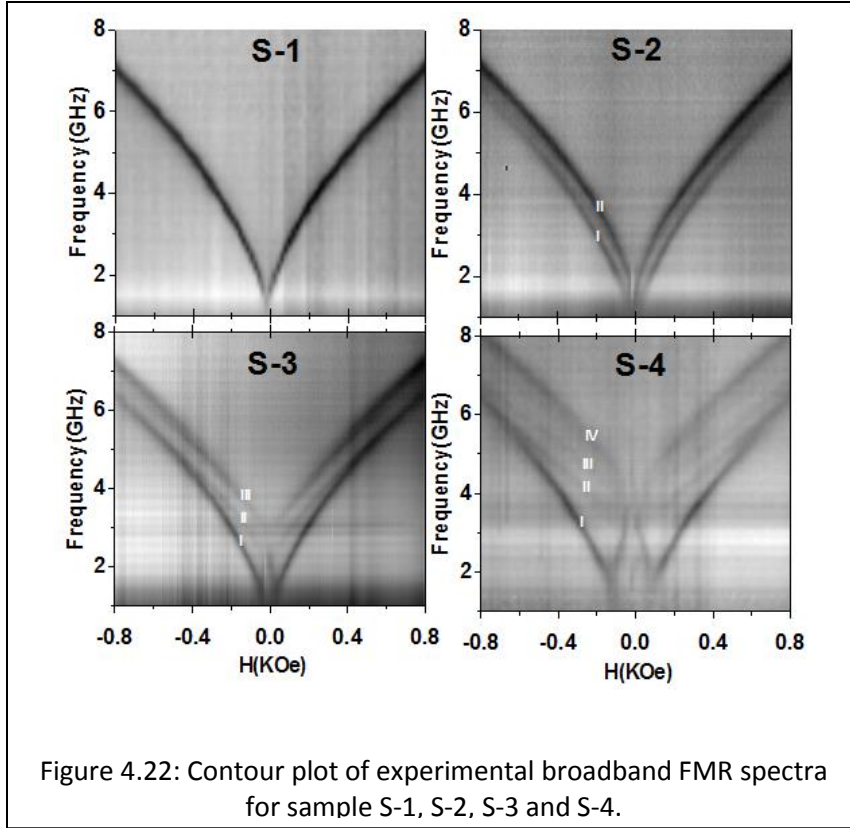 S-1
Frequency(GHz)
8
6
4
2
S-2
Frequency(GHz)
8
6
4
2
II
I
S-3
Frequency(GHz)
8
6
4
2
III
II
I
-0.8 -0.4 0.0 0.4 0.8
H(KOe)
S-4
Frequency(GHz)
8
6
4
2
IV
III
II
I
-0.8 -0.4 0.0 0.4 0.8
H(KOe)
Figure 4.22: Contour plot of experimental broadband FMR spectra
for sample S-1, S-2, S-3 and S-4.